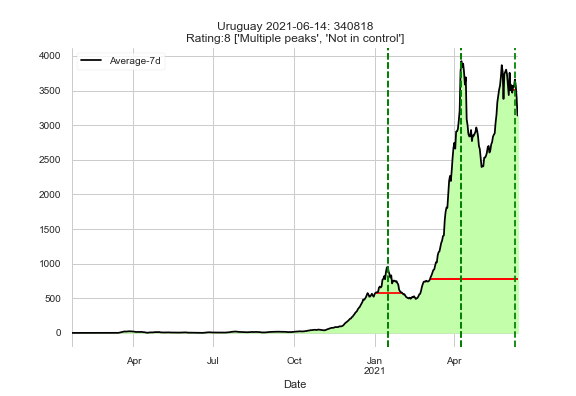 Uruguay 2021-06-14: 340818
Rating:8 ['Multiple peaks', 'Not in control']
Average-7d
4000
3500
3000
2500
2000
1500
1000
500
0
Apr Jul Oct Jan Apr
2021
Date